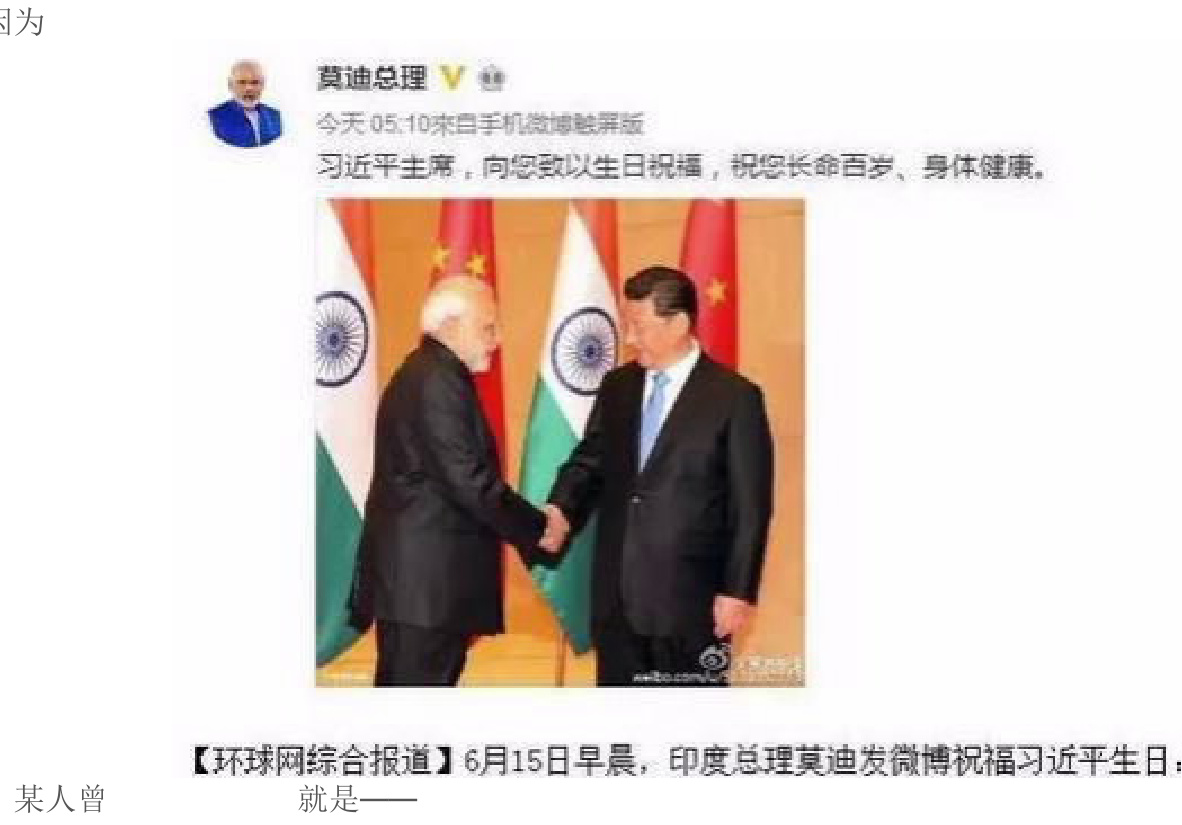 因为
莫迪总理
今天 05:10来自手机微博触屏版
习近平主席，向您致以生日祝福，祝您长命百岁、身体健康。
【环球网综合报道】6月15日早晨，印度总理莫迪发微博祝福习近平生日：
某人曾 就是——